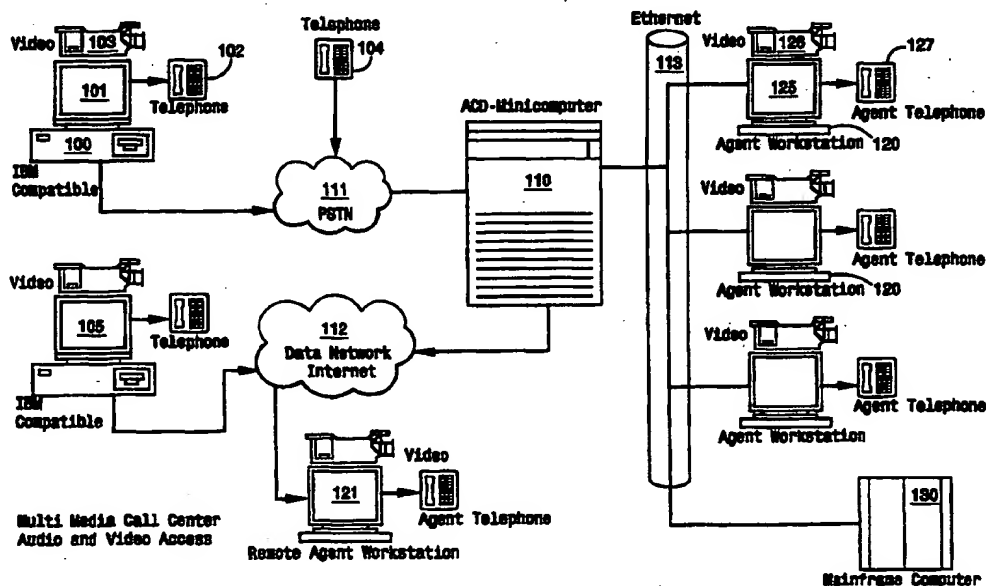 Video 103
102
101
Telephone
100
IBM
Compatible
Telephone
104
111
PSTN
ACD-Minicomputer
110
Ethernet
113
Video 126
127
125
Agent Telephone
Agent Workstation 120
Video
Agent Telephone
Agent Workstation 120
Video
Agent Telephone
Agent Workstation
Video
105
Telephone
IBM
Compatible
112
Data Network
Internet
Video
121
Agent Telephone
Remote Agent Workstation
Multi Media Call Center
Audio and Video Access
130
Mainframe Computer